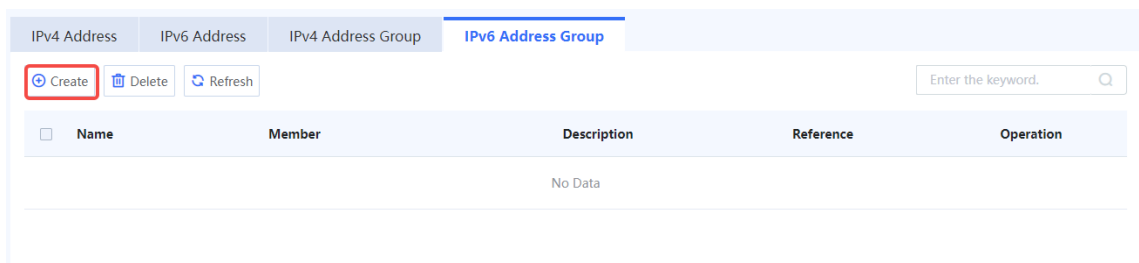 IPv4 Address IPv6 Address IPv4 Address Group IPv6 Address Group
Create Delete Refresh Enter the keyword.
Name Member Description Reference Operation
No Data